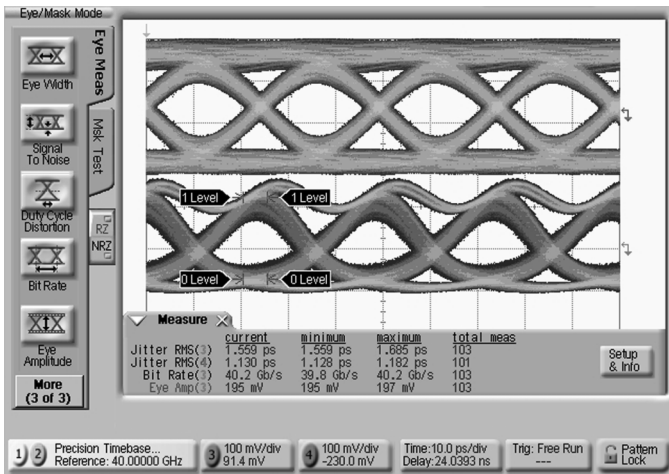 Eye/Mask Mode
Eye Meas
Msk Test
RZ
NRZ
Eye Width
Signal
To Noise
Duty Cycle
Distortion
Bit Rate
Eye
Amplitude
More
(3 of 3)
1 Level 1 Level
0 Level 0 Level
Measure
current minimum maximum total meas
Jitter RMS(3) 1.559 ps 1.559 ps 1.685 ps 103
Jitter RMS(4) 1.130 ps 1.128 ps 1.182 ps 101
Bit Rate(3) 40.2 Gb/s 39.8 Gb/s 40.2 Gb/s 103
Eye Amp(3) 195 mV 195 mV 197 mV 103
Setup
& Info
1 2 Precision Timebase...
Reference: 40.00000 GHz
3 100 mV/div
91.4 mV
4 100 mV/div
-230.0 mV
Time:10.0 ps/div
Delay:24.0393 ns
Trig: Free Run
---
Pattern
Lock